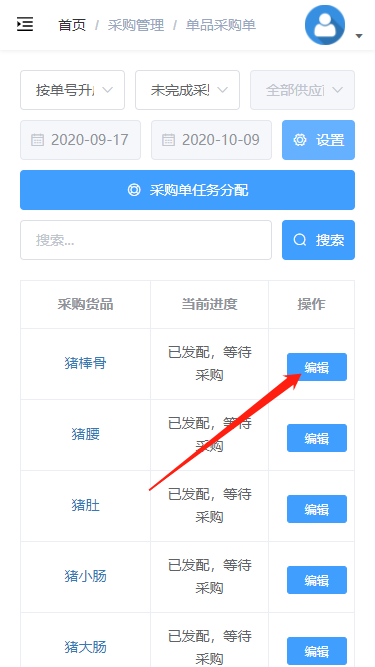 首页 / 采购管理 / 单品采购单
按单号升 未完成采购 全部供应
2020-09-17 2020-10-09 设置
采购单任务分配
搜索... 搜索
采购货品 当前进度 操作
猪棒骨 已发配，等待采购 编辑
猪腰 已发配，等待采购 编辑
猪肚 已发配，等待采购 编辑
猪小肠 已发配，等待采购 编辑
猪大肠 已发配，等待采购 编辑